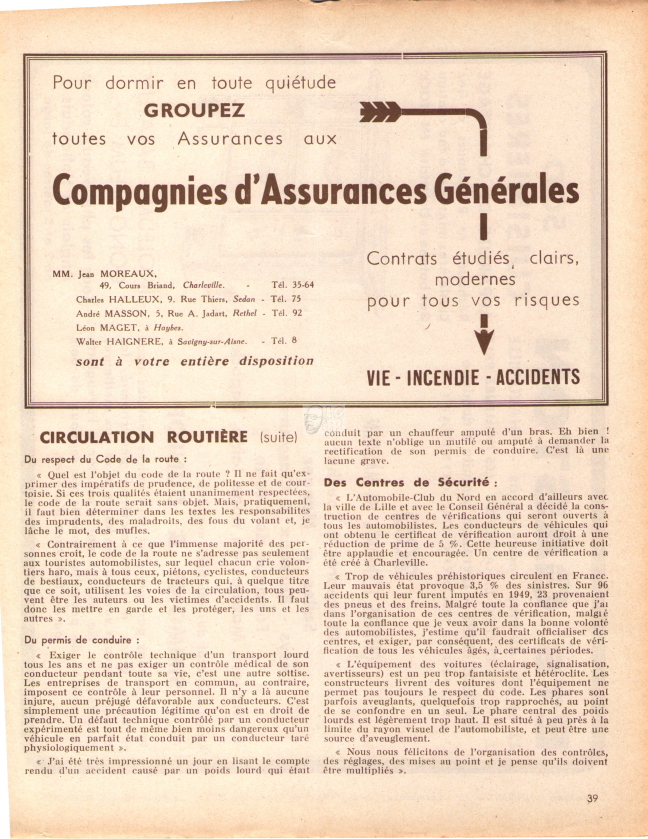 Pour dormir en toute quiétude
GROUPEZ
toutes vos Assurances aux
Compagnies d'Assurances Générales
MM. Jean MOREAUX,
49, Cours Briand, Charleville. - Tél. 35-64
Charles HALLEUX, 9, Rue Thiers, Sedan - Tél. 75
André MASSON, 5, Rue A. Jadart, Rethel - Tél. 92
Léon MAGET, à Haybes.
Walter HAIGNERE, à Savigny-sur-Aisne. - Tél. 8
sont à votre entière disposition
Contrats étudiés, clairs,
modernes
pour tous vos risques
VIE - INCENDIE - ACCIDENTS
CIRCULATION ROUTIÈRE (suite)
Du respect du Code de la route :
« Quel est l'objet du code de la route ? Il ne fait qu'ex-
primer des impératifs de prudence, de politesse et de cour-
toisie. Si ces trois qualités étaient unanimement respectées,
le code de la route serait sans objet. Mais, pratiquement,
il faut bien déterminer dans les textes les responsabilités
des imprudents, des maladroits, des fous du volant et, je
lâche le mot, des mufles.
« Contrairement à ce que l'immense majorité des per-
sonnes croit, le code de la route ne s'adresse pas seulement
aux touristes automobilistes, sur lequel chacun crie volon-
tiers haro, mais à tous ceux, piétons, cyclistes, conducteurs
de bestiaux, conducteurs de tracteurs qui, à quelque titre
que ce soit, utilisent les voies de la circulation, tous peu-
vent être les auteurs ou les victimes d'accidents. Il faut
donc les mettre en garde et les protéger, les uns et les
autres ».
Du permis de conduire :
« Exiger le contrôle technique d'un transport lourd
tous les ans et ne pas exiger un contrôle médical de son
conducteur pendant toute sa vie, c'est une autre sottise.
Les entreprises de transport en commun, au contraire,
imposent ce contrôle à leur personnel. Il n'y a là aucune
injure, aucun préjugé défavorable aux conducteurs. C'est
simplement une précaution légitime qu'on est en droit de
prendre. Un défaut technique contrôlé par un conducteur
expérimenté est tout de même bien moins dangereux qu'un
véhicule en parfait état conduit par un conducteur taré
physiologiquement ».
« J'ai été très impressionné un jour en lisant le compte
rendu d'un accident causé par un poids lourd qui était
conduit par un chauffeur amputé d'un bras. Eh bien !
aucun texte n'oblige un mutilé ou amputé à demander la
rectification de son permis de conduire. C'est là une
lacune grave.
Des Centres de Sécurité :
« L'Automobile-Club du Nord en accord d'ailleurs avec
la ville de Lille et avec le Conseil Général a décidé la cons-
truction de centres de vérifications qui seront ouverts à
tous les automobilistes. Les conducteurs de véhicules qui
ont obtenu le certificat de vérification auront droit à une
réduction de prime de 5 %. Cette heureuse initiative doit
être applaudie et encouragée. Un centre de vérification a
été créé à Charleville.
« Trop de véhicules préhistoriques circulent en France.
Leur mauvais état provoque 3,5 % des sinistres. Sur 96
accidents qui leur furent imputés en 1949, 23 provenaient
des pneus et des freins. Malgré toute la confiance que j'ai
dans l'organisation de ces centres de vérification, malgré
toute la confiance que je veux avoir dans la bonne volonté
des automobilistes, j'estime qu'il faudrait officialiser des
centres, et exiger, par conséquent, des certificats de véri-
fication de tous les véhicules âgés, à certaines périodes.
« L'équipement des voitures (éclairage, signalisation,
avertisseurs) est un peu trop fantaisiste et hétéroclite. Les
constructeurs livrent des voitures dont l'équipement ne
permet pas toujours le respect du code. Les phares sont
parfois aveuglants, quelquefois trop rapprochés, au point
de se confondre en un seul. Le phare central des poids
lourds est légèrement trop haut. Il est situé à peu près à la
limite du rayon visuel de l'automobiliste, et peut être une
source d'aveuglement.
« Nous nous félicitons de l'organisation des contrôles,
des réglages, des mises au point et je pense qu'ils doivent
être multipliés ».
39